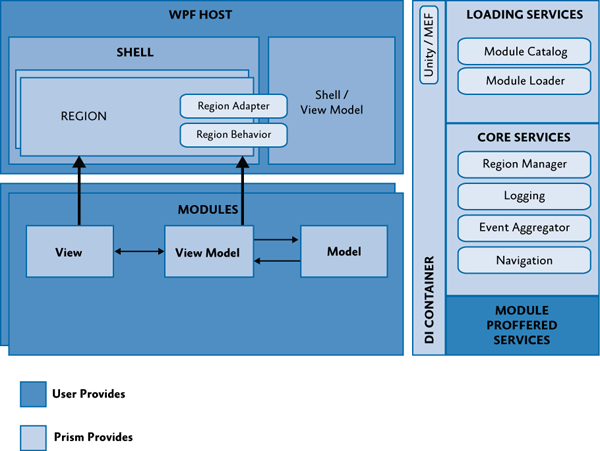 WPF HOST
SHELL
REGION
Region Adapter
Region Behavior
Shell /
View Model
MODULES
View
View Model
Model
Unity / MEF
DI CONTAINER
LOADING SERVICES
Module Catalog
Module Loader
CORE SERVICES
Region Manager
Logging
Event Aggregator
Navigation
MODULE
PROFFERED
SERVICES
User Provides
Prism Provides